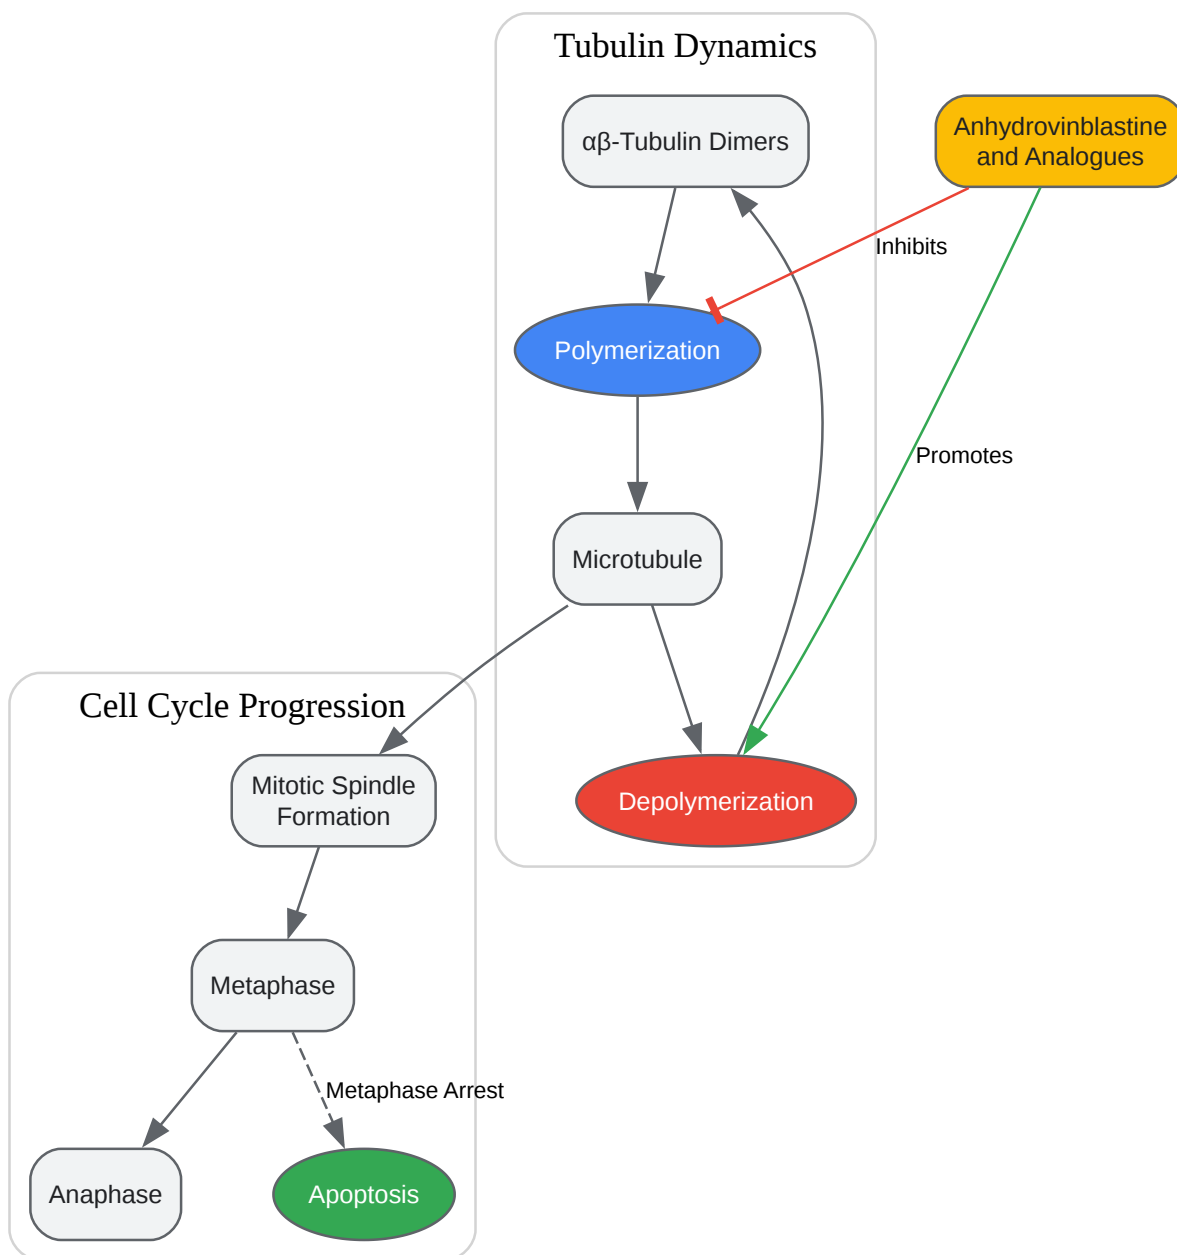 Tubulin Dynamics
αβ-Tubulin Dimers
Anhydrovinblastine
and Analogues
Inhibits
Polymerization
Promotes
Microtubule
Cell Cycle Progression
Mitotic Spindle
Formation
Depolymerization
Metaphase
Metaphase Arrest
Anaphase
Apoptosis